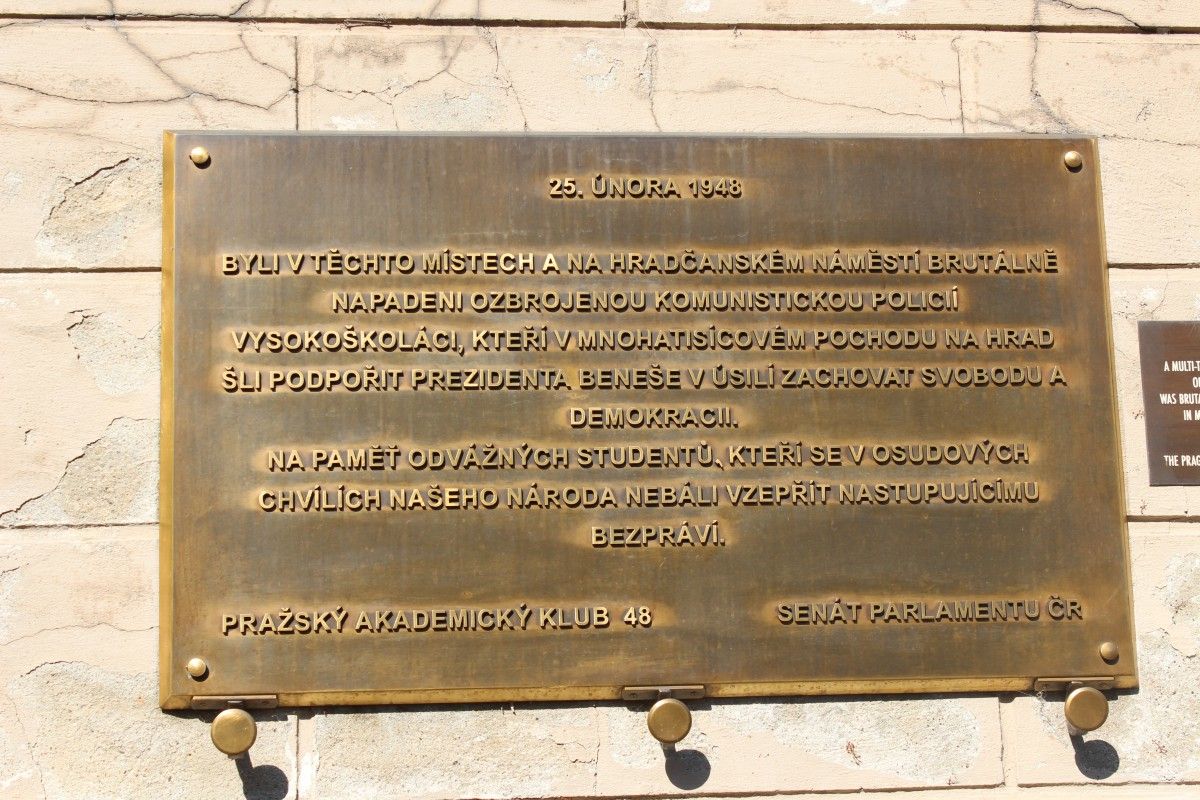 25. ÚNORA 1948
BYLI V TĚCHTO MÍSTECH A NA HRADČANSKÉM NÁMĚSTÍ BRUTÁLNĚ
NAPADENI OZBROJENOU KOMUNISTICKOU POLICIÍ
VYSOKOŠKOLÁCI, KTEŘÍ V MNOHATISÍCOVÉM POCHODU NA HRAD
ŠLI PODPOŘIT PREZIDENTA BENEŠE V ÚSILÍ ZACHOVAT SVOBODU A
DEMOKRACII.
NA PAMĚŤ ODVÁŽNÝCH STUDENTŮ, KTEŘÍ SE V OSUDOVÝCH
CHVÍLÍCH NAŠEHO NÁRODA NEBÁLI VZEPŘÍT NASTUPUJÍCÍMU
BEZPRÁVÍ.
PRAŽSKÝ AKADEMICKÝ KLUB 48 SENÁT PARLAMENTU ČR
A MULTI-
WAS
IN
THE